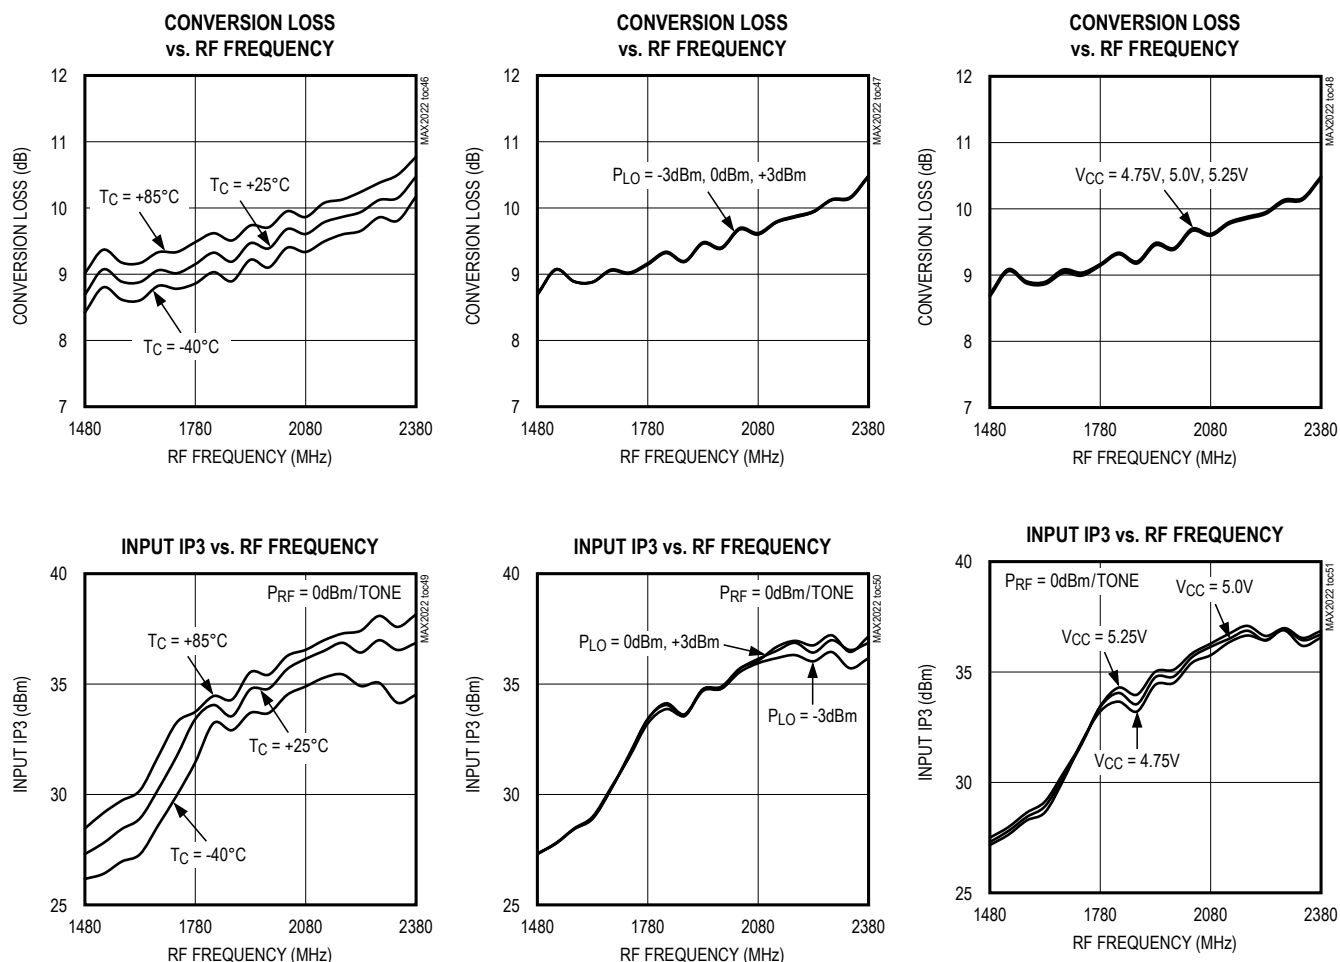 CONVERSION LOSS
vs. RF FREQUENCY
MAX2022 toc46
CONVERSION LOSS (dB)
12
11
10
9
8
7
TC = +85°C
TC = +25°C
TC = -40°C
1480
1780
2080
2380
RF FREQUENCY (MHz)
CONVERSION LOSS
vs. RF FREQUENCY
MAX2022 toc47
CONVERSION LOSS (dB)
12
11
10
9
8
7
PLO = -3dBm, 0dBm, +3dBm
1480
1780
2080
2380
RF FREQUENCY (MHz)
CONVERSION LOSS
vs. RF FREQUENCY
MAX2022 toc48
CONVERSION LOSS (dB)
12
11
10
9
8
7
VCC = 4.75V, 5.0V, 5.25V
1480
1780
2080
2380
RF FREQUENCY (MHz)
INPUT IP3 vs. RF FREQUENCY
MAX2022 toc49
INPUT IP3 (dBm)
40
35
30
25
PRF = 0dBm/TONE
TC = +85°C
TC = +25°C
TC = -40°C
1480
1780
2080
2380
RF FREQUENCY (MHz)
INPUT IP3 vs. RF FREQUENCY
MAX2022 toc50
INPUT IP3 (dBm)
40
35
30
25
PRF = 0dBm/TONE
PLO = 0dBm, +3dBm
PLO = -3dBm
1480
1780
2080
2380
RF FREQUENCY (MHz)
INPUT IP3 vs. RF FREQUENCY
MAX2022 toc51
INPUT IP3 (dBm)
40
35
30
25
PRF = 0dBm/TONE
VCC = 5.0V
VCC = 5.25V
VCC = 4.75V
1480
1780
2080
2380
RF FREQUENCY (MHz)